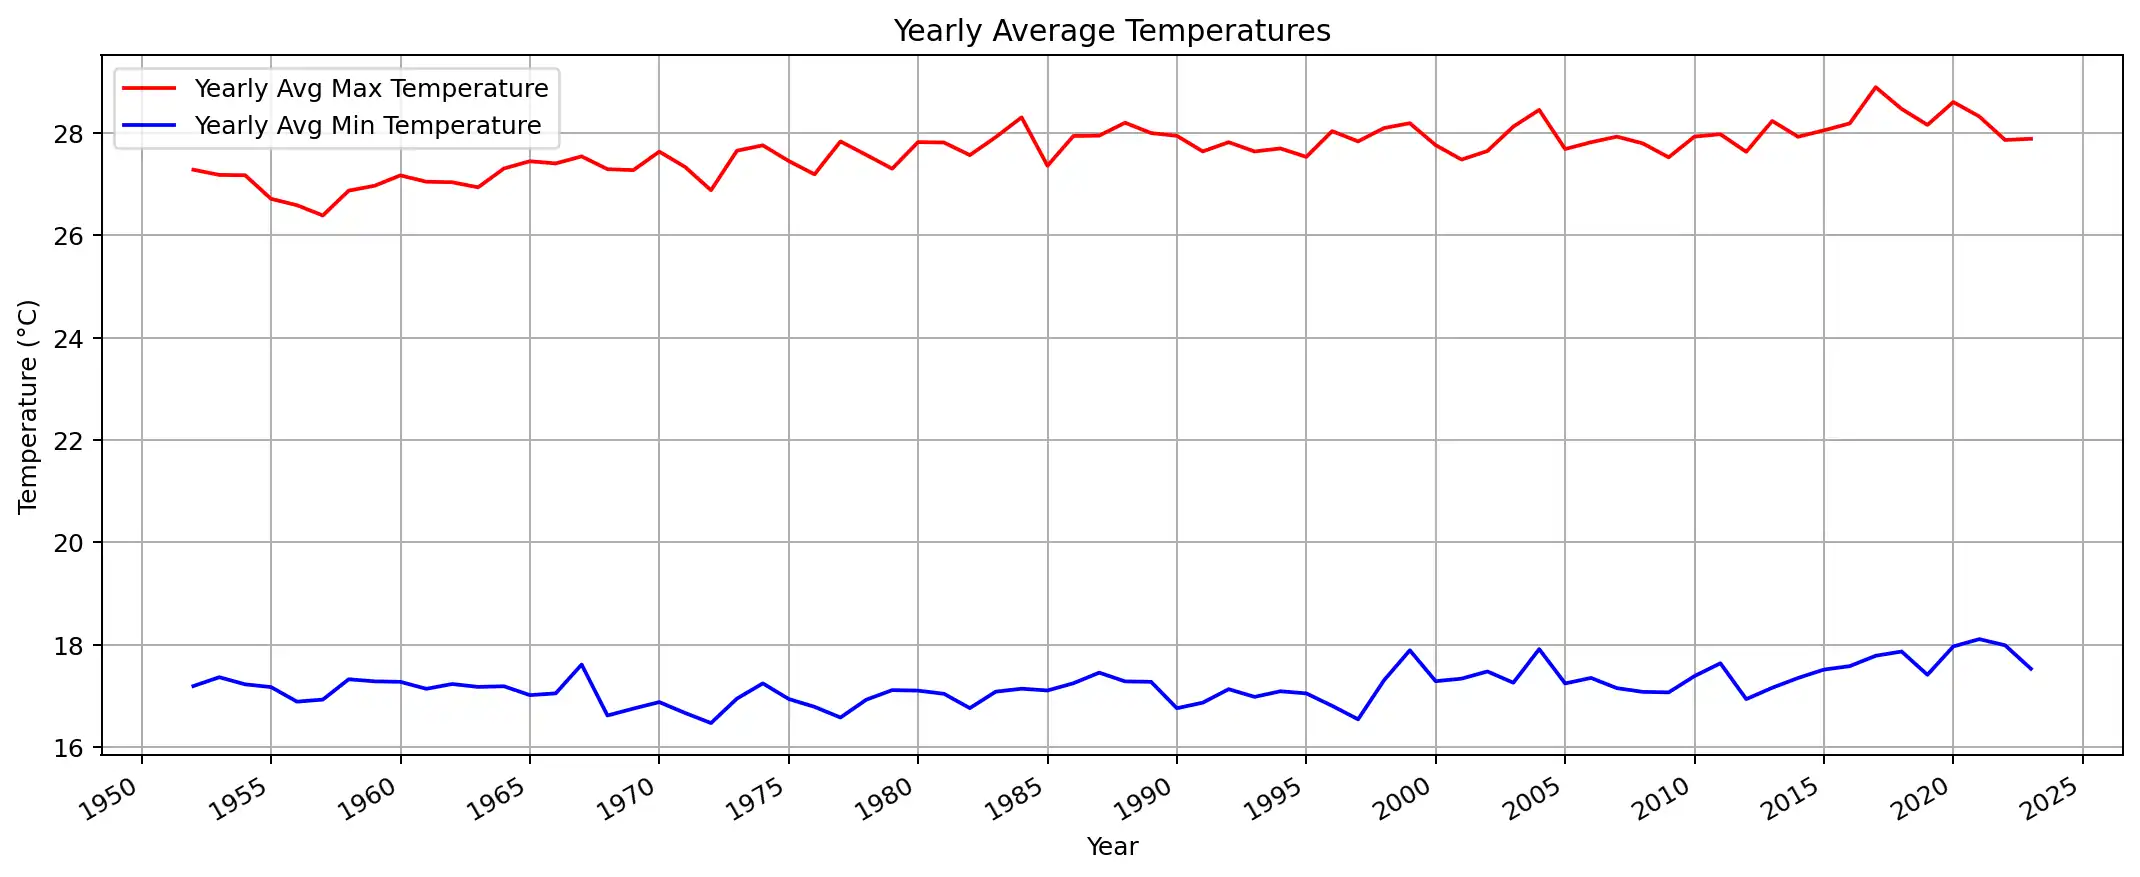 Yearly Average Temperatures
Yearly Avg Max Temperature
Yearly Avg Min Temperature
28
26
24
22
20
18
16
Temperature (°C)
1950 1955 1960 1965 1970 1975 1980 1985 1990 1995 2000 2005 2010 2015 2020 2025
Year